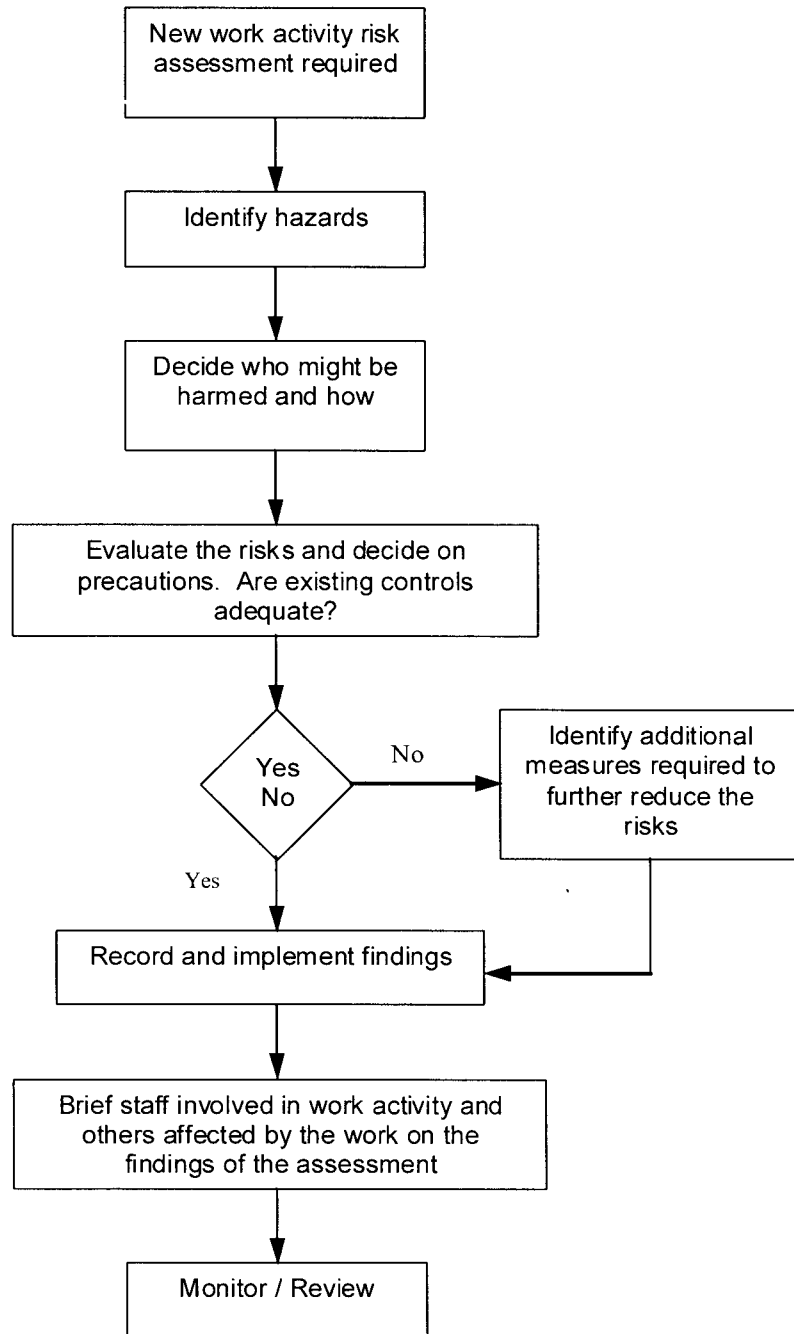 New work activity risk
assessment required
Identify hazards
Decide who might be
harmed and how
Evaluate the risks and decide on
precautions. Are existing controls
adequate?
Yes
No
No
Identify additional
measures required to
further reduce the
risks
Yes
Record and implement findings
Brief staff involved in work activity and
others affected by the work on the
findings of the assessment
Monitor / Review